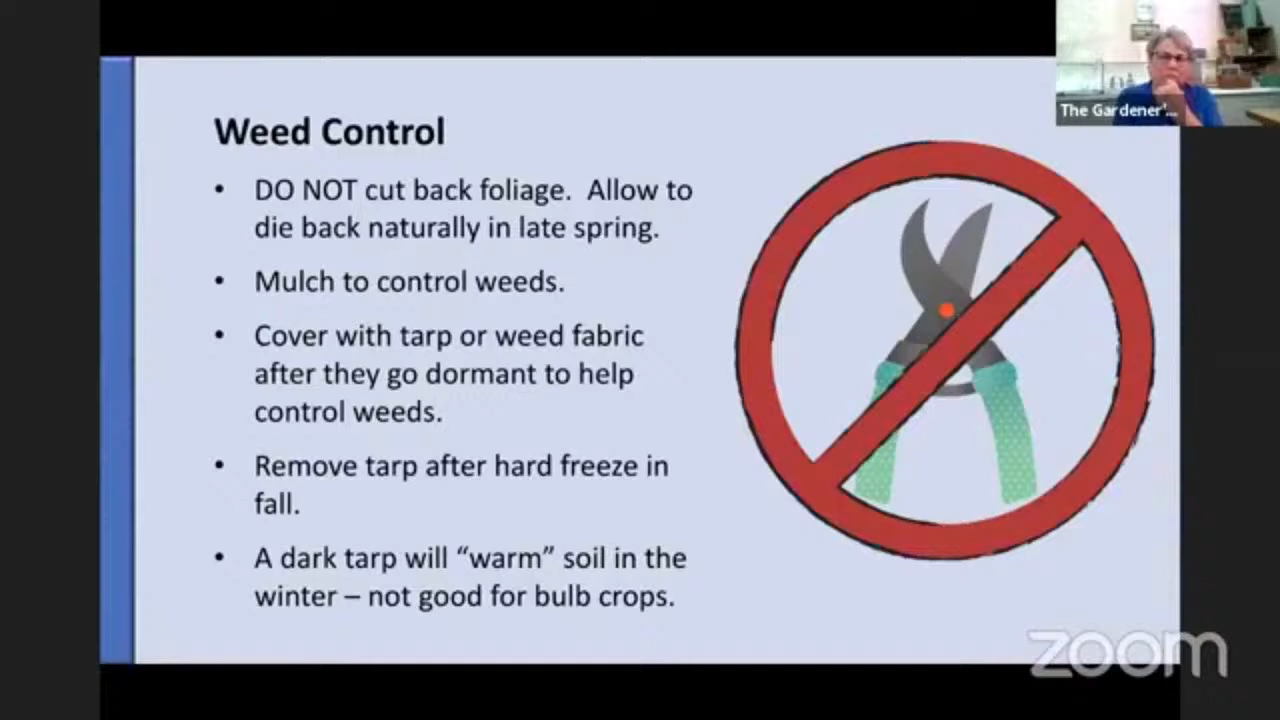 The Gardener'...
Weed Control
• DO NOT cut back foliage.  Allow to
die back naturally in late spring.
• Mulch to control weeds.
• Cover with tarp or weed fabric
after they go dormant to help
control weeds.
• Remove tarp after hard freeze in
fall.
• A dark tarp will “warm” soil in the
winter – not good for bulb crops.
zoom